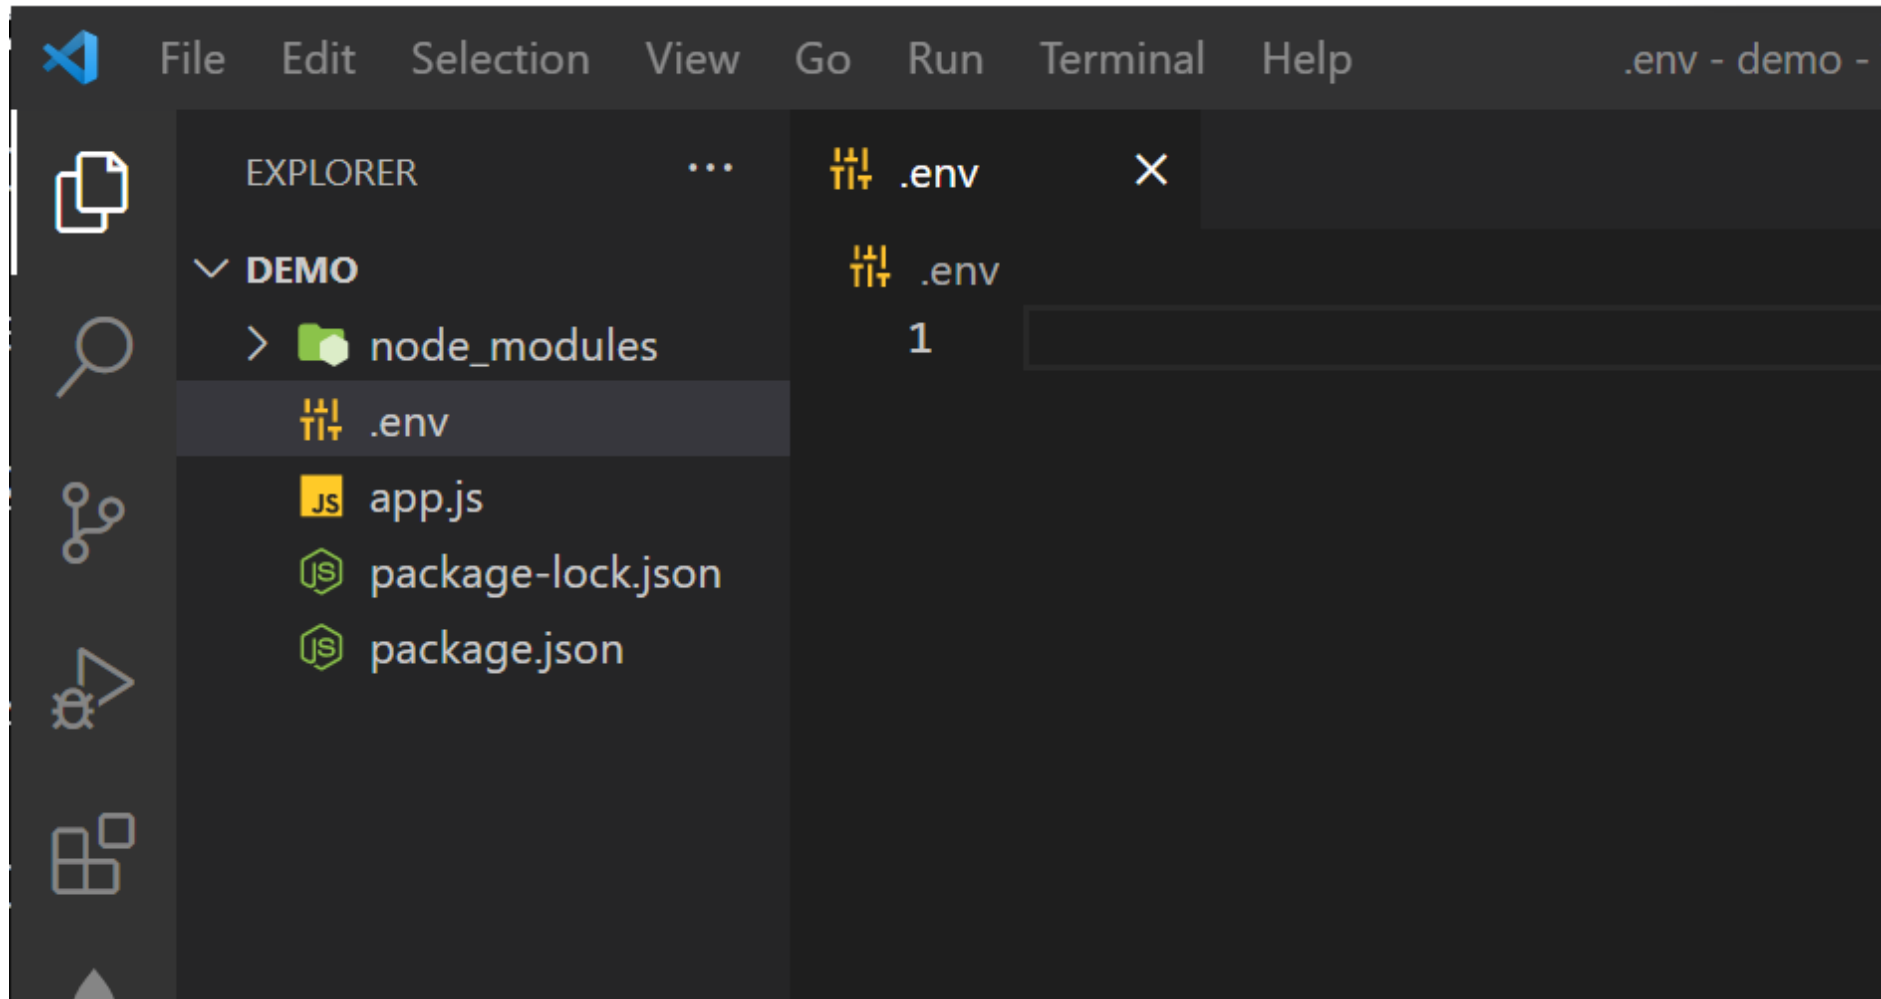 File Edit Selection View Go Run Terminal Help .env - demo -
EXPLORER ...
.env
DEMO
node_modules
.env
app.js
package-lock.json
package.json
.env
1